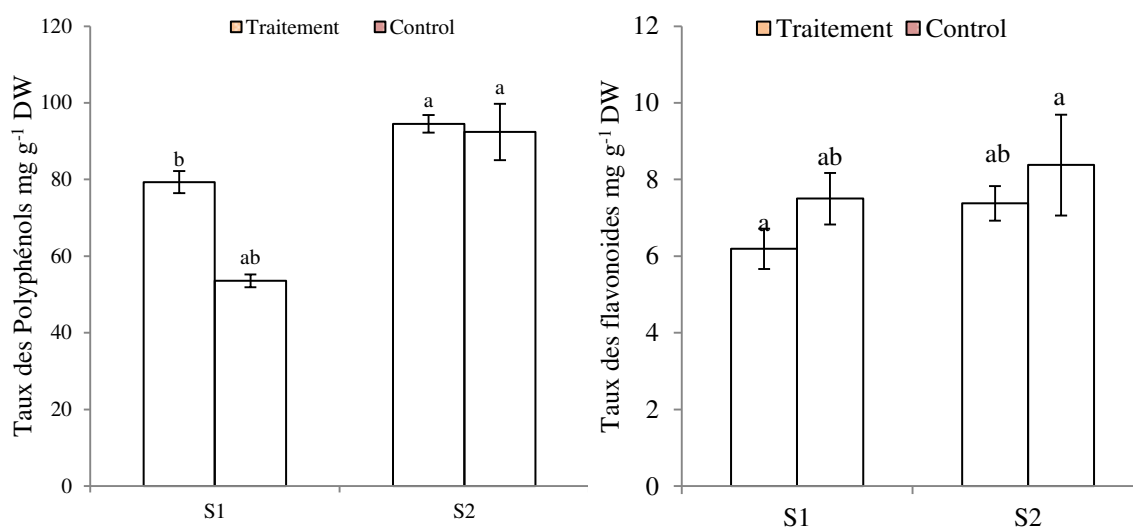 Traitement Control
Taux des Polyphénols mg g-1 DW
120
100
80
60
40
20
0
b
ab
a
a
S1 S2
Traitement Control
Taux des flavonoides mg g-1 DW
12
10
8
6
4
2
0
a
ab
ab
a
S1 S2